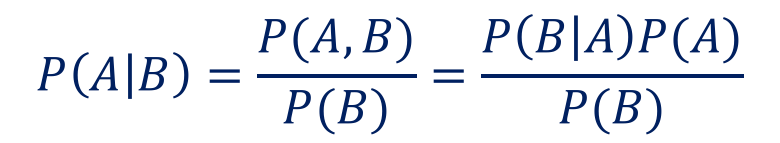 P(A|B) = P(A, B) / P(B) = P(B|A)P(A) / P(B)